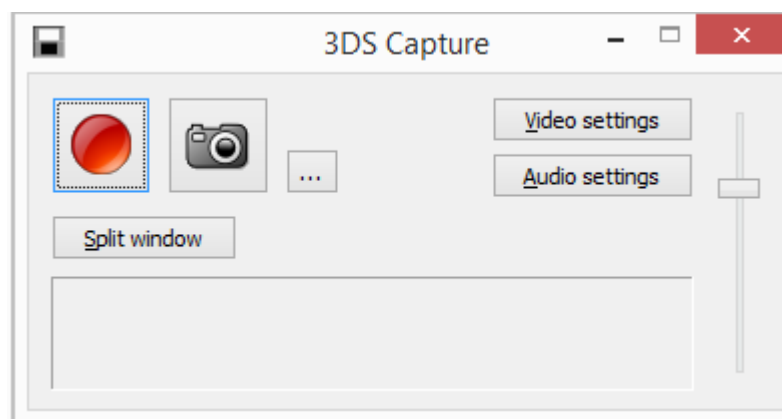 3DS Capture
Video settings
...
Audio settings
Split window